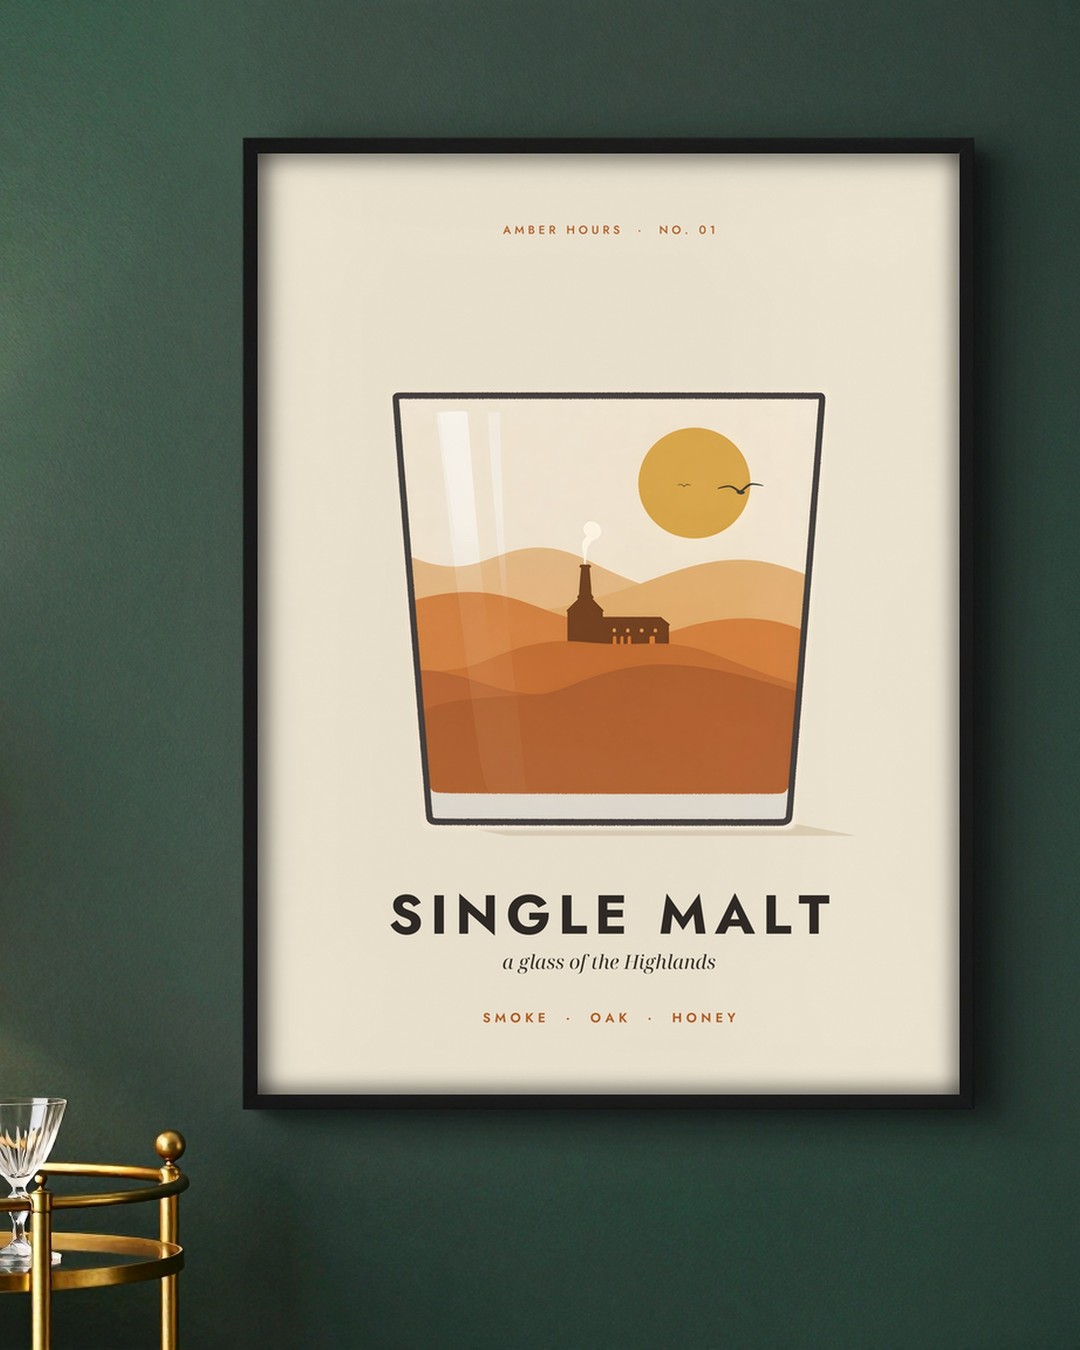 AMBER HOURS · NO. 01
SINGLE MALT
a glass of the Highlands
SMOKE · OAK · HONEY